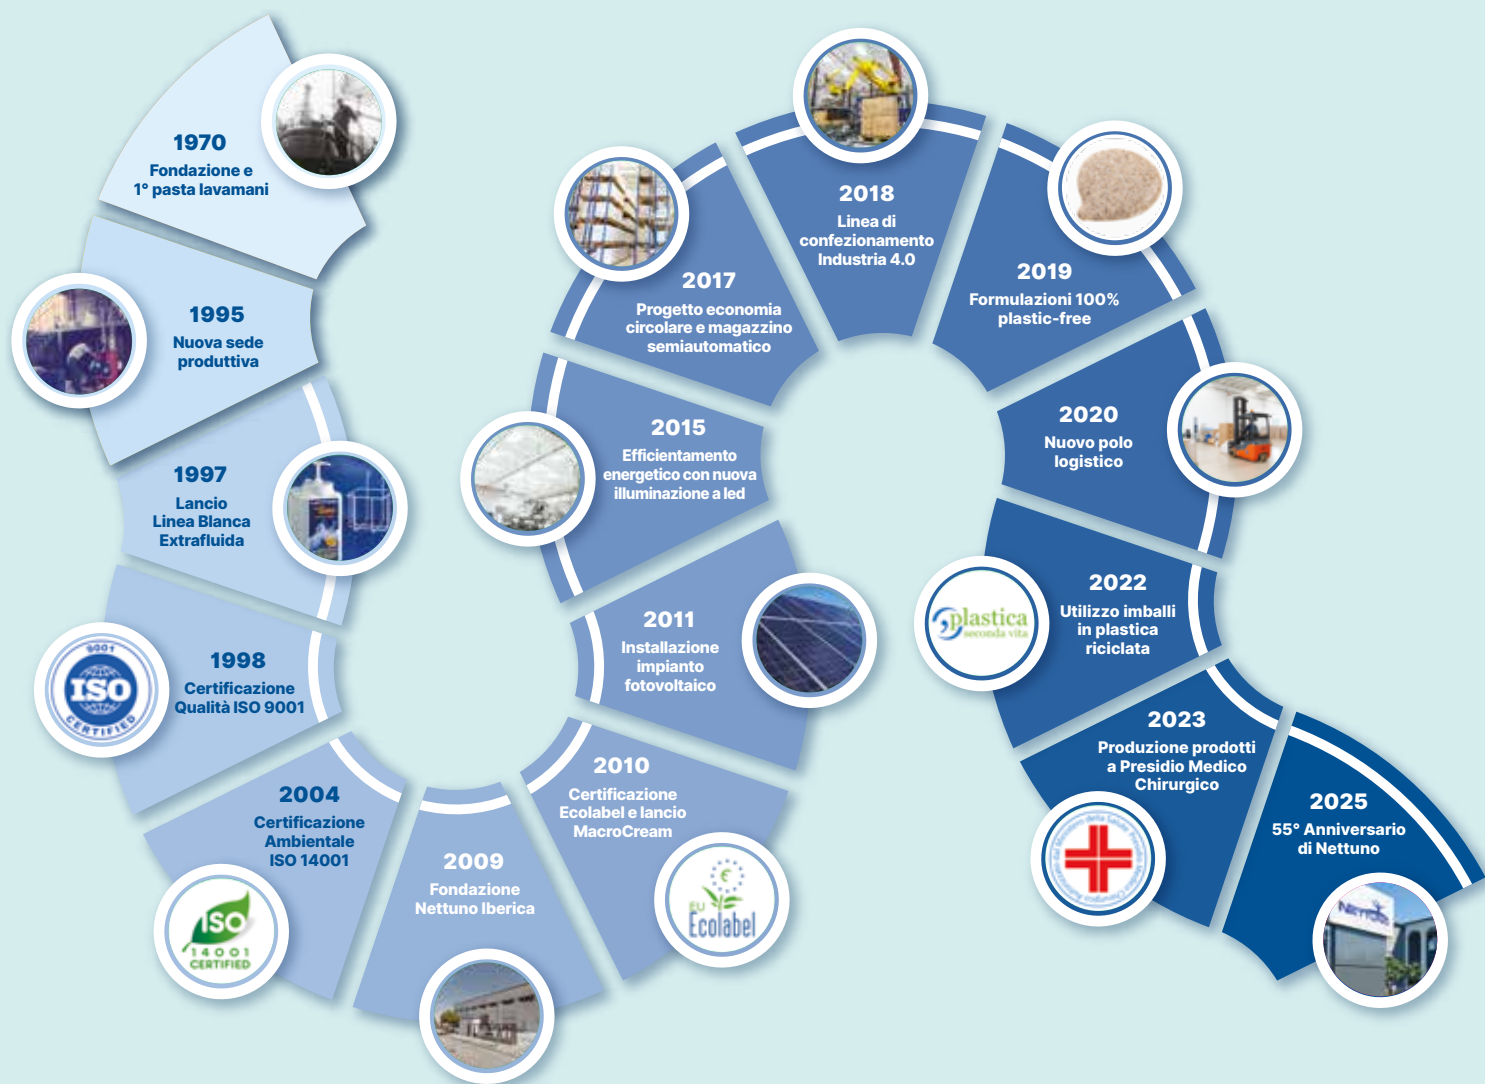 1970
Fondazione e
1° pasta lavamani
1995
Nuova sede
produttiva
1997
Lancio
Linea Blanca
Extrafluida
1998
Certificazione
Qualità ISO 9001
9001
ISO
CERTIFIED
2004
Certificazione
Ambientale
ISO 14001
ISO
14001
CERTIFIED
2009
Fondazione
Nettuno Iberica
2010
Certificazione
Ecolabel e lancio
MacroCream
EU
Ecolabel
2011
Installazione
impianto
fotovoltaico
2015
Efficientamento
energetico con nuova
illuminazione a led
2017
Progetto economia
circolare e magazzino
semiautomatico
2018
Linea di
confezionamento
Industria 4.0
2019
Formulazioni 100%
plastic-free
2020
Nuovo polo
logistico
2022
Utilizzo imballi
in plastica
riciclata
plastica
seconda vita
2023
Produzione prodotti
a Presidio Medico
Chirurgico
2025
55° Anniversario
di Nettuno